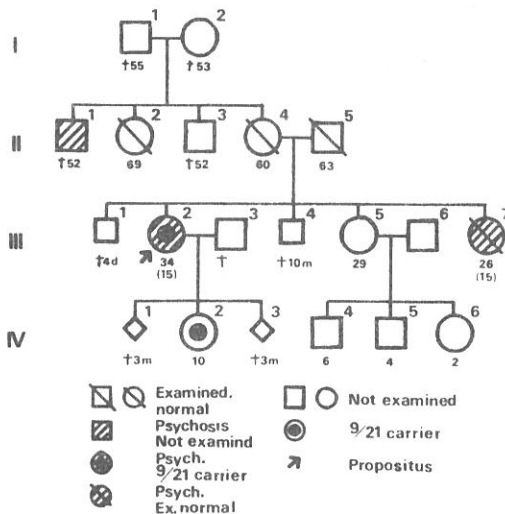 1 2
I
†55 †53
1 2 3 4 5
II
†52 69 †52 60 63
1 2 3 4 5 6 7
III
†4d 34 † †10m 29 26
(15) (15)
1 2 3 4 5 6
IV
†3m 10 †3m 6 4 2
Examined. normal
Not examined
Psychosis Not examind
9/21 carrier
Psych. 9/21 carrier
Propositus
Psych. Ex. normal